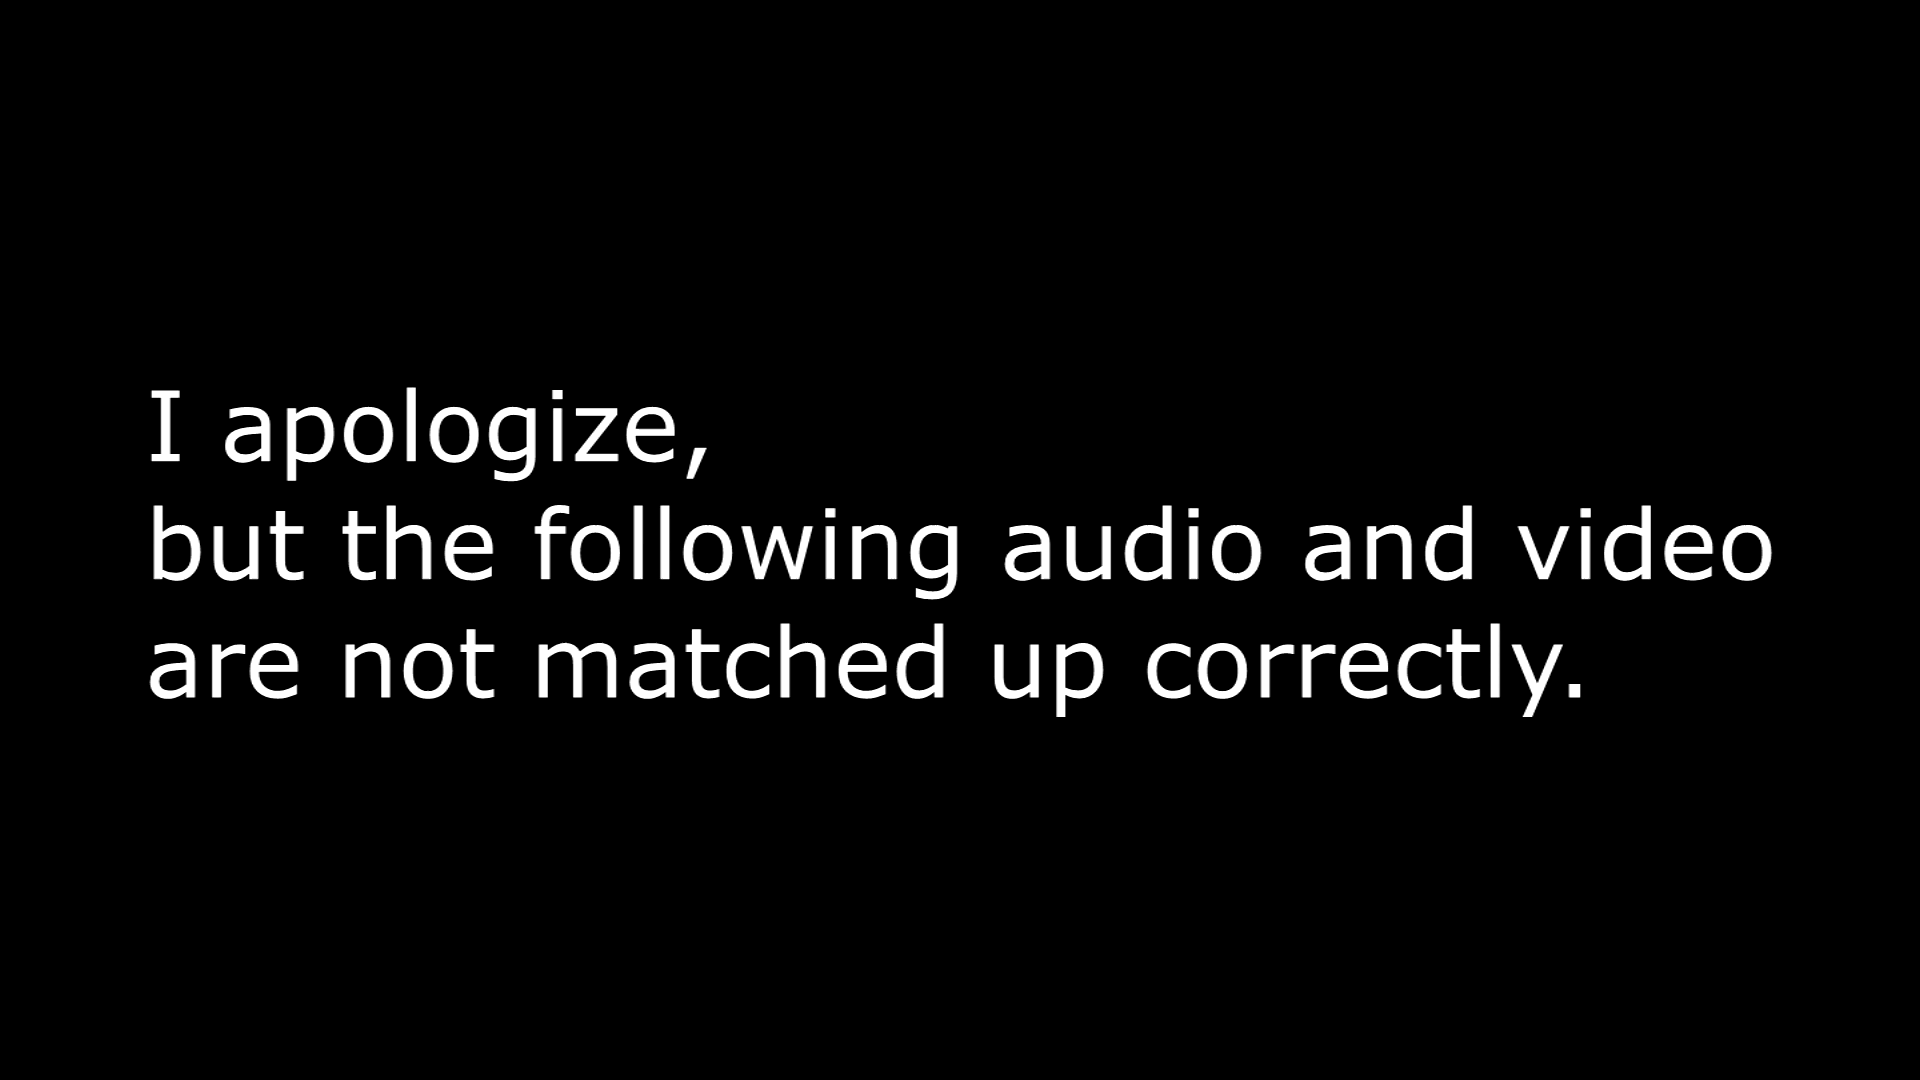 I apologize,
but the following audio and video
are not matched up correctly.